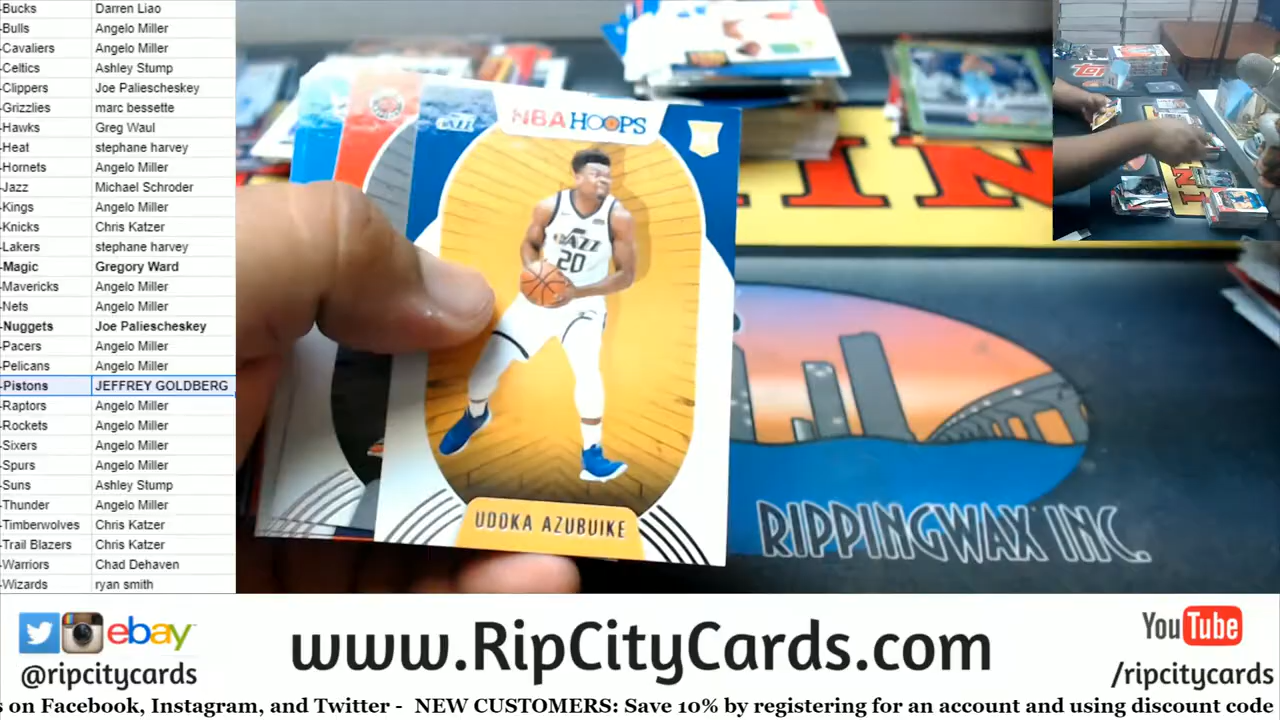 -Bucks Darren Liao
-Bulls Angelo Miller
-Cavaliers Angelo Miller
-Celtics Ashley Stump
-Clippers Joe Paliescheskey
-Grizzlies marc bessette
-Hawks Greg Waul
-Heat stephane harvey
-Hornets Angelo Miller
-Jazz Michael Schroder
-Kings Angelo Miller
-Knicks Chris Katzer
-Lakers stephane harvey
-Magic Gregory Ward
-Mavericks Angelo Miller
-Nets Angelo Miller
-Nuggets Joe Paliescheskey
-Pacers Angelo Miller
-Pelicans Angelo Miller
-Pistons JEFFREY GOLDBERG
-Raptors Angelo Miller
-Rockets Angelo Miller
-Sixers Angelo Miller
-Spurs Angelo Miller
-Suns Ashley Stump
-Thunder Angelo Miller
-Timberwolves Chris Katzer
-Trail Blazers Chris Katzer
-Warriors Chad Dehaven
-Wizards ryan smith
JAZZ
NBA HOOPS
JAZZ
20
UDOKA AZUBUIKE
RIPPINGWAX INC.
ebay
@ripcitycards
www.RipCityCards.com
YouTube
/ripcitycards
s on Facebook, Instagram, and Twitter - NEW CUSTOMERS: Save 10% by registering for an account and using discount code